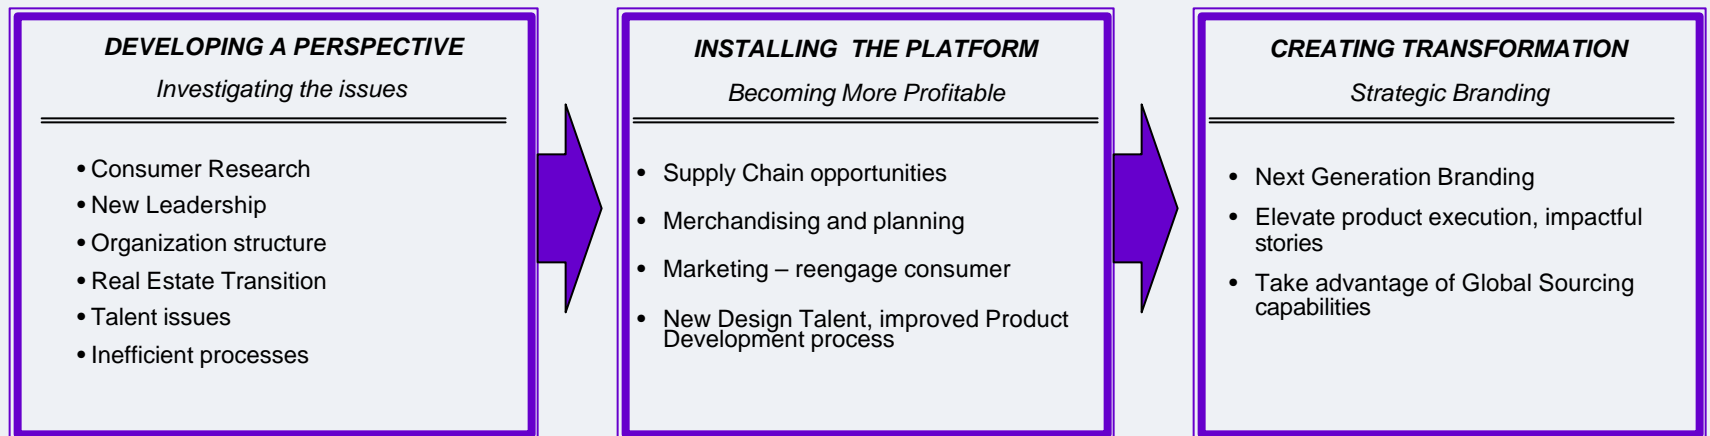 DEVELOPING A PERSPECTIVE
Investigating the issues
• Consumer Research
• New Leadership
• Organization structure
• Real Estate Transition
• Talent issues
• Inefficient processes
INSTALLING THE PLATFORM
Becoming More Profitable
• Supply Chain opportunities
• Merchandising and planning
• Marketing – reengage consumer
• New Design Talent, improved Product
Development process
CREATING TRANSFORMATION
Strategic Branding
• Next Generation Branding
• Elevate product execution, impactful
stories
• Take advantage of Global Sourcing
capabilities